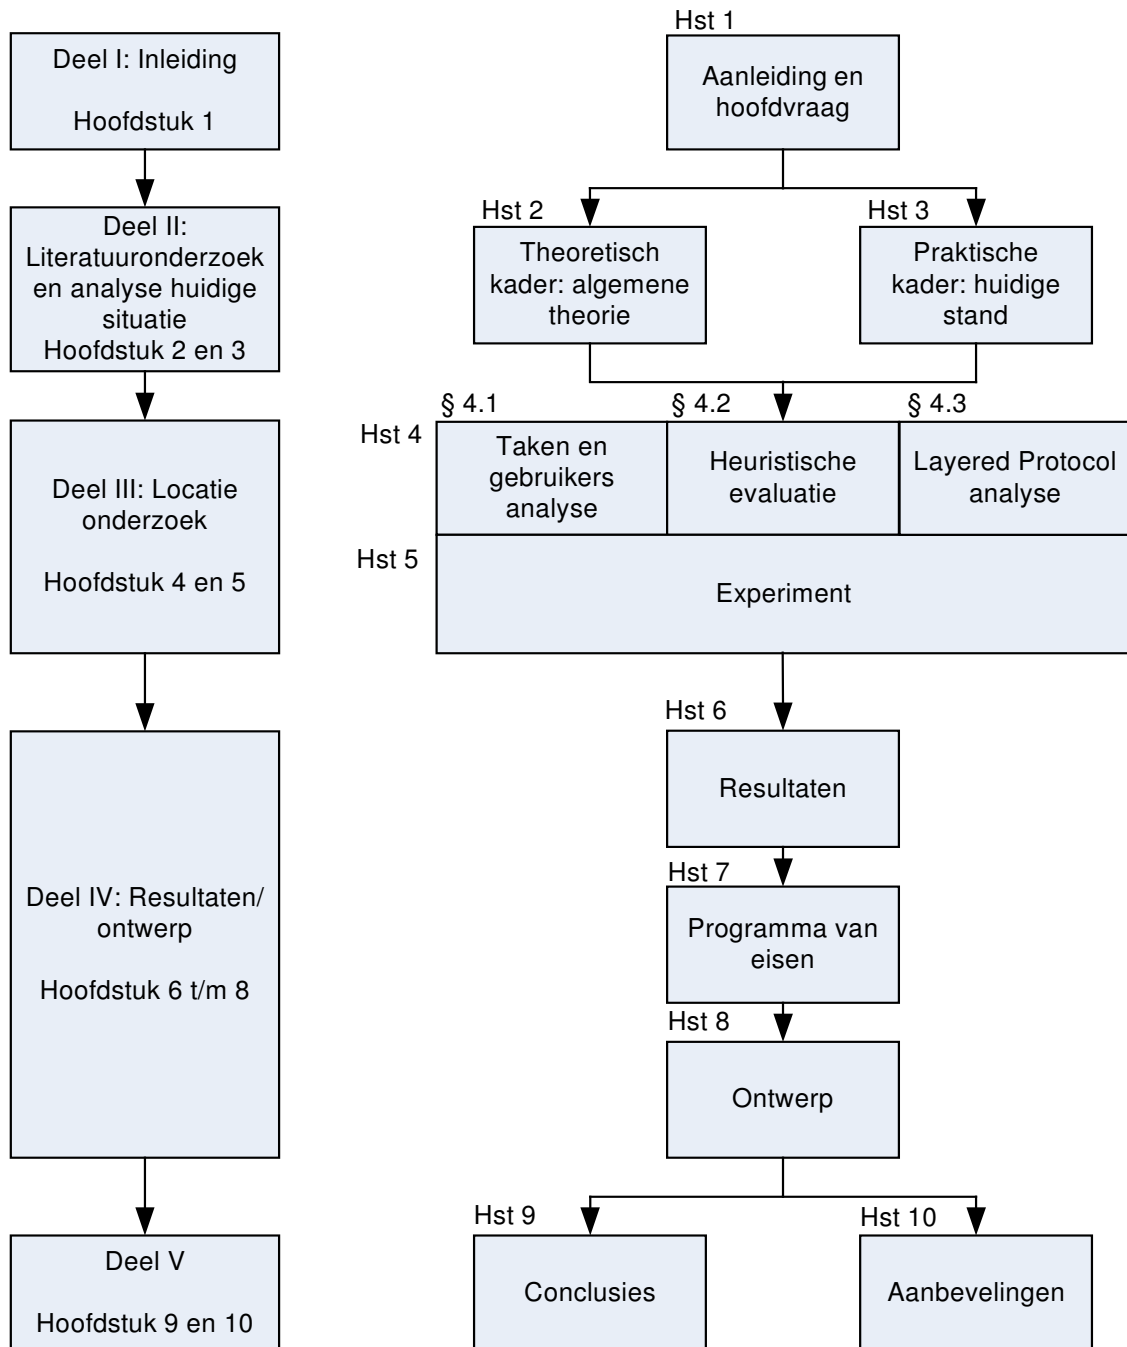 Deel I: Inleiding
Hoofdstuk 1
Deel II:
Literatuuronderzoek
en analyse huidige
situatie
Hoofdstuk 2 en 3
Deel III: Locatie
onderzoek
Hoofdstuk 4 en 5
Deel IV: Resultaten/
ontwerp
Hoofdstuk 6 t/m 8
Deel V
Hoofdstuk 9 en 10
Hst 1
Aanleiding en
hoofdvraag
Hst 2
Theoretisch
kader: algemene
theorie
Hst 3
Praktische
kader: huidige
stand
Hst 4
§ 4.1
Taken en
gebruikers
analyse
§ 4.2
Heuristische
evaluatie
§ 4.3
Layered Protocol
analyse
Hst 5
Experiment
Hst 6
Resultaten
Hst 7
Programma van
eisen
Hst 8
Ontwerp
Hst 9
Conclusies
Hst 10
Aanbevelingen